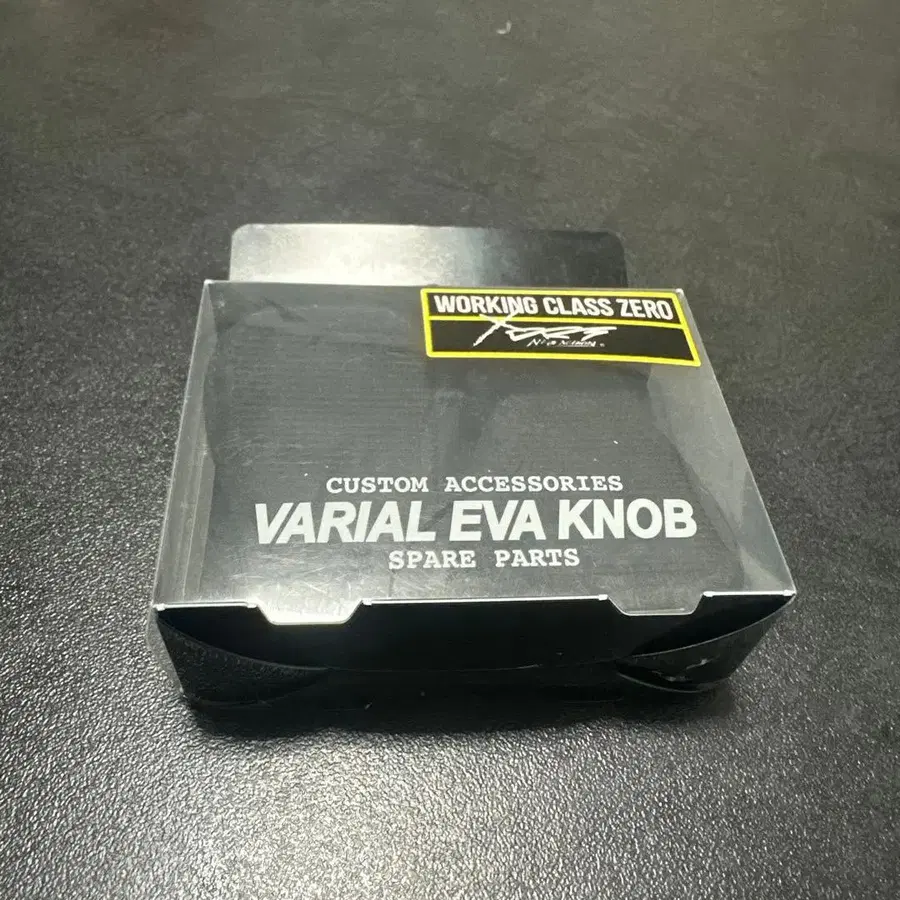 WORKING CLASS ZERO
CUSTOM ACCESSORIES
VARIAL EVA KNOB
SPARE PARTS